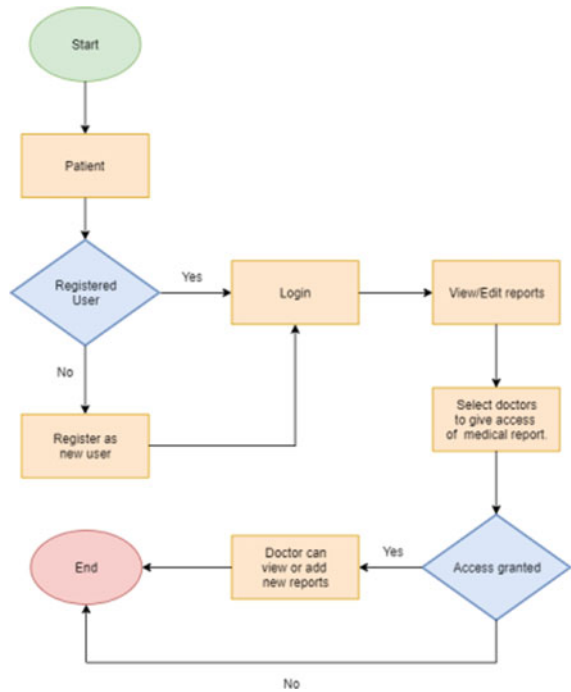 Start
Patient
Registered
User
Yes
Login
View/Edit reports
No
Register as
new user
Select doctors
to give access
of medical report.
End
Doctor can
view or add
new reports
Yes
Access granted
No